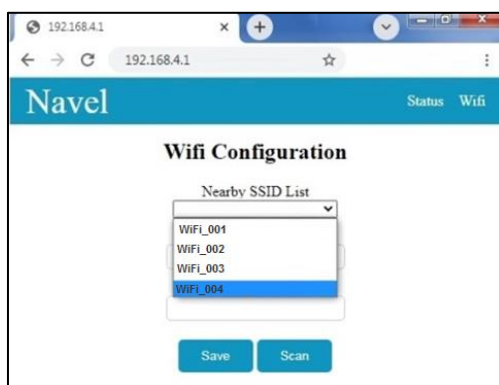 192.168.4.1
192.168.4.1
Navel Status Wifi
Wifi Configuration
Nearby SSID List
WiFi_001
WiFi_002
WiFi_003
WiFi_004
Save Scan